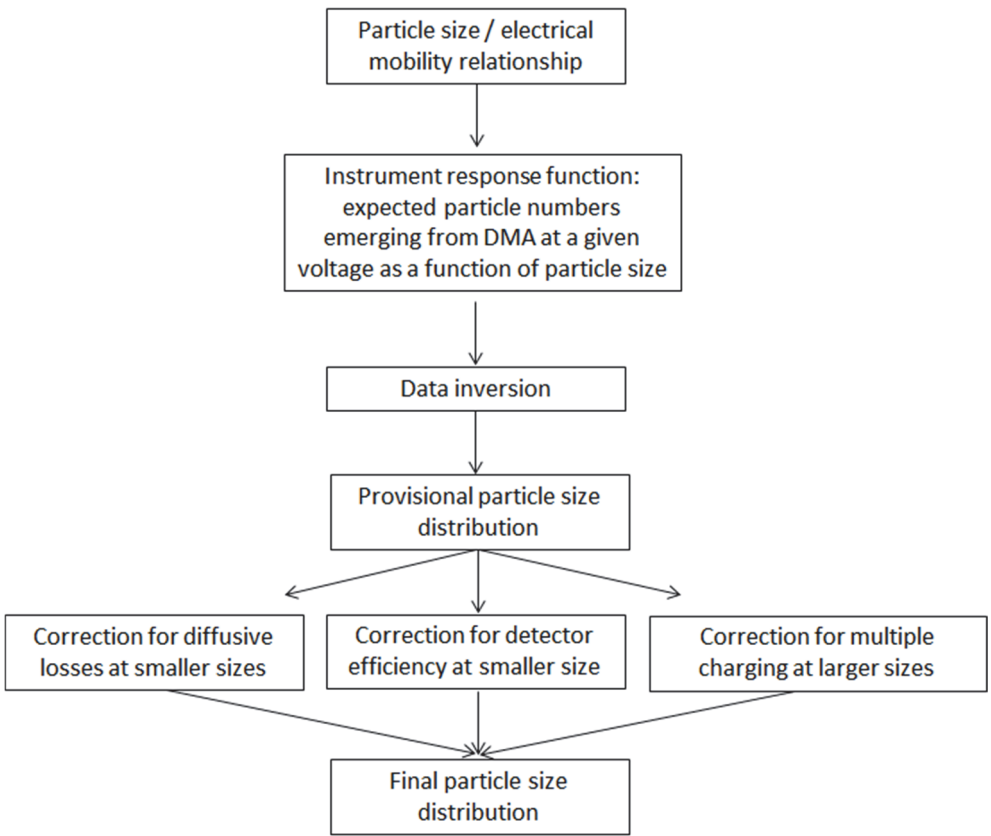 Particle size / electrical
mobility relationship
Instrument response function:
expected particle numbers
emerging from DMA at a given
voltage as a function of particle size
Data inversion
Provisional particle size
distribution
Correction for diffusive
losses at smaller sizes
Correction for detector
efficiency at smaller size
Correction for multiple
charging at larger sizes
Final particle size
distribution